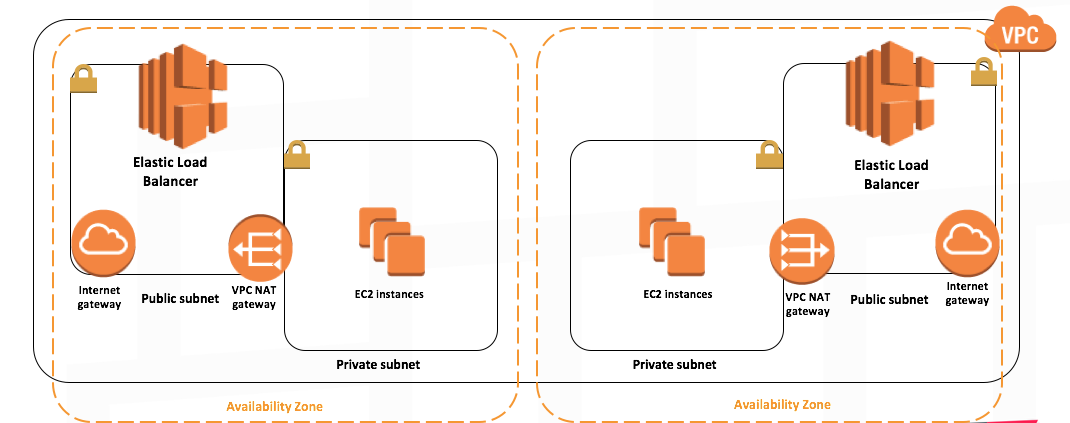 VPC
Elastic Load
Balancer
Internet
gateway
Public subnet
VPC NAT
gateway
EC2 instances
Private subnet
Availability Zone
Elastic Load
Balancer
EC2 instances
VPC NAT
gateway
Public subnet
Internet
gateway
Private subnet
Availability Zone